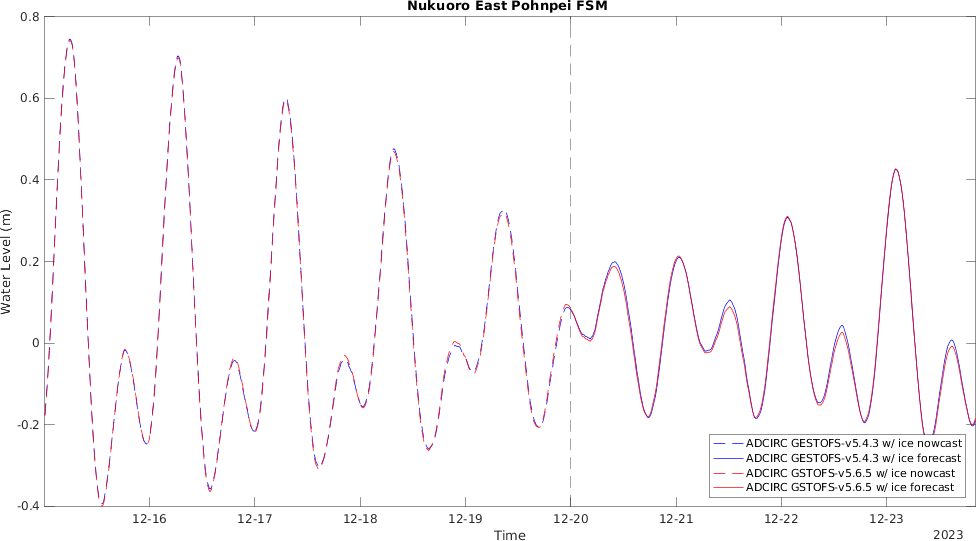 Nukuoro East Pohnpei FSM
0.8
0.6
0.4
0.2
0
-0.2
-0.4
Water Level (m)
12-16
12-17
12-18
12-19
12-20
12-21
12-22
12-23
Time
2023
ADCIRC GESTOFS-v5.4.3 w/ ice nowcast
ADCIRC GESTOFS-v5.4.3 w/ ice forecast
ADCIRC GSTOFS-v5.6.5 w/ ice nowcast
ADCIRC GSTOFS-v5.6.5 w/ ice forecast